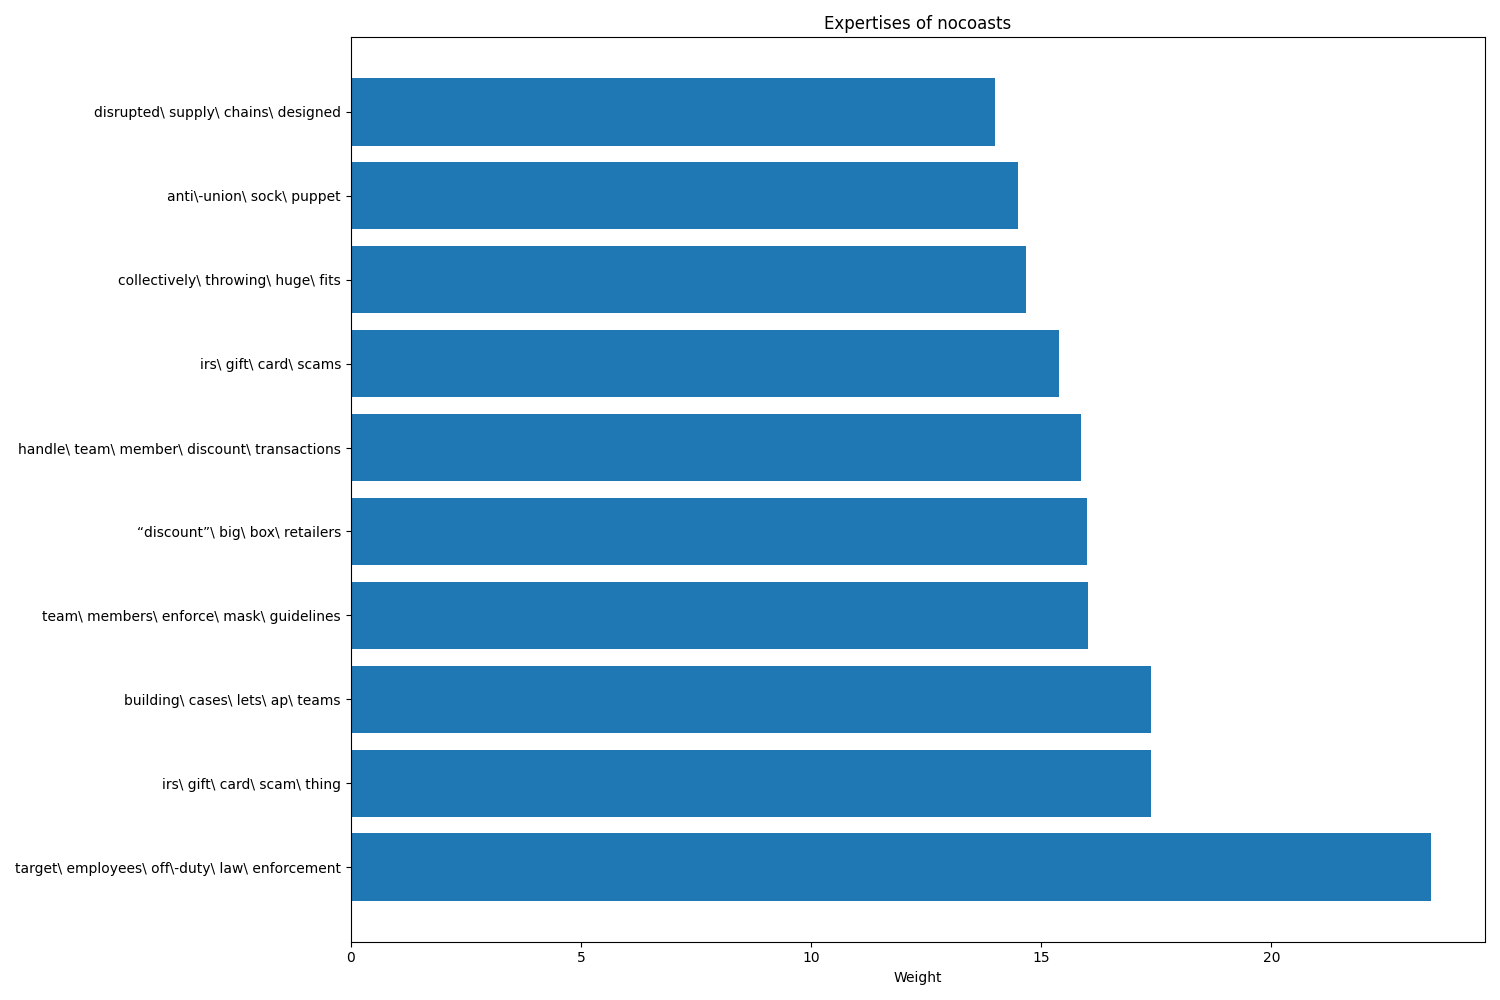 Expertises of nocoasts
disrupted\ supply\ chains\ designed
anti\-union\ sock\ puppet
collectively\ throwing\ huge\ fits
irs\ gift\ card\ scams
handle\ team\ member\ discount\ transactions
“discount”\ big\ box\ retailers
team\ members\ enforce\ mask\ guidelines
building\ cases\ lets\ ap\ teams
irs\ gift\ card\ scam\ thing
target\ employees\ off\-duty\ law\ enforcement
0 5 10 15 20
Weight